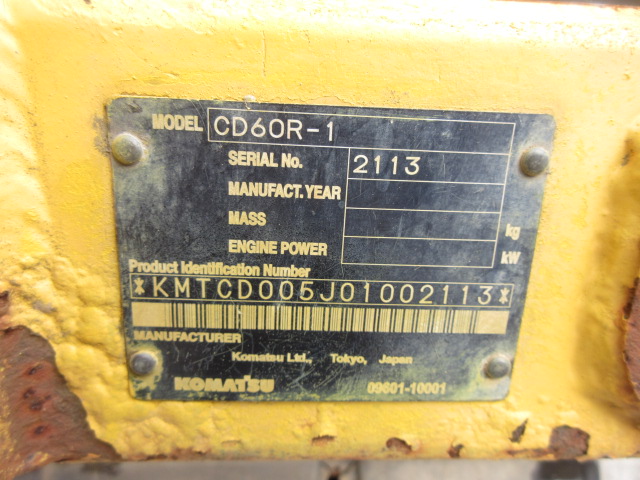 MODEL CD60R-1
SERIAL No. 2113
MANUFACT. YEAR
MASS kg
ENGINE POWER kW
Product Identification Number
*KMTCD005J01002113*
MANUFACTURER
Komatsu Ltd., Tokyo, Japan
KOMATSU 09601-10001